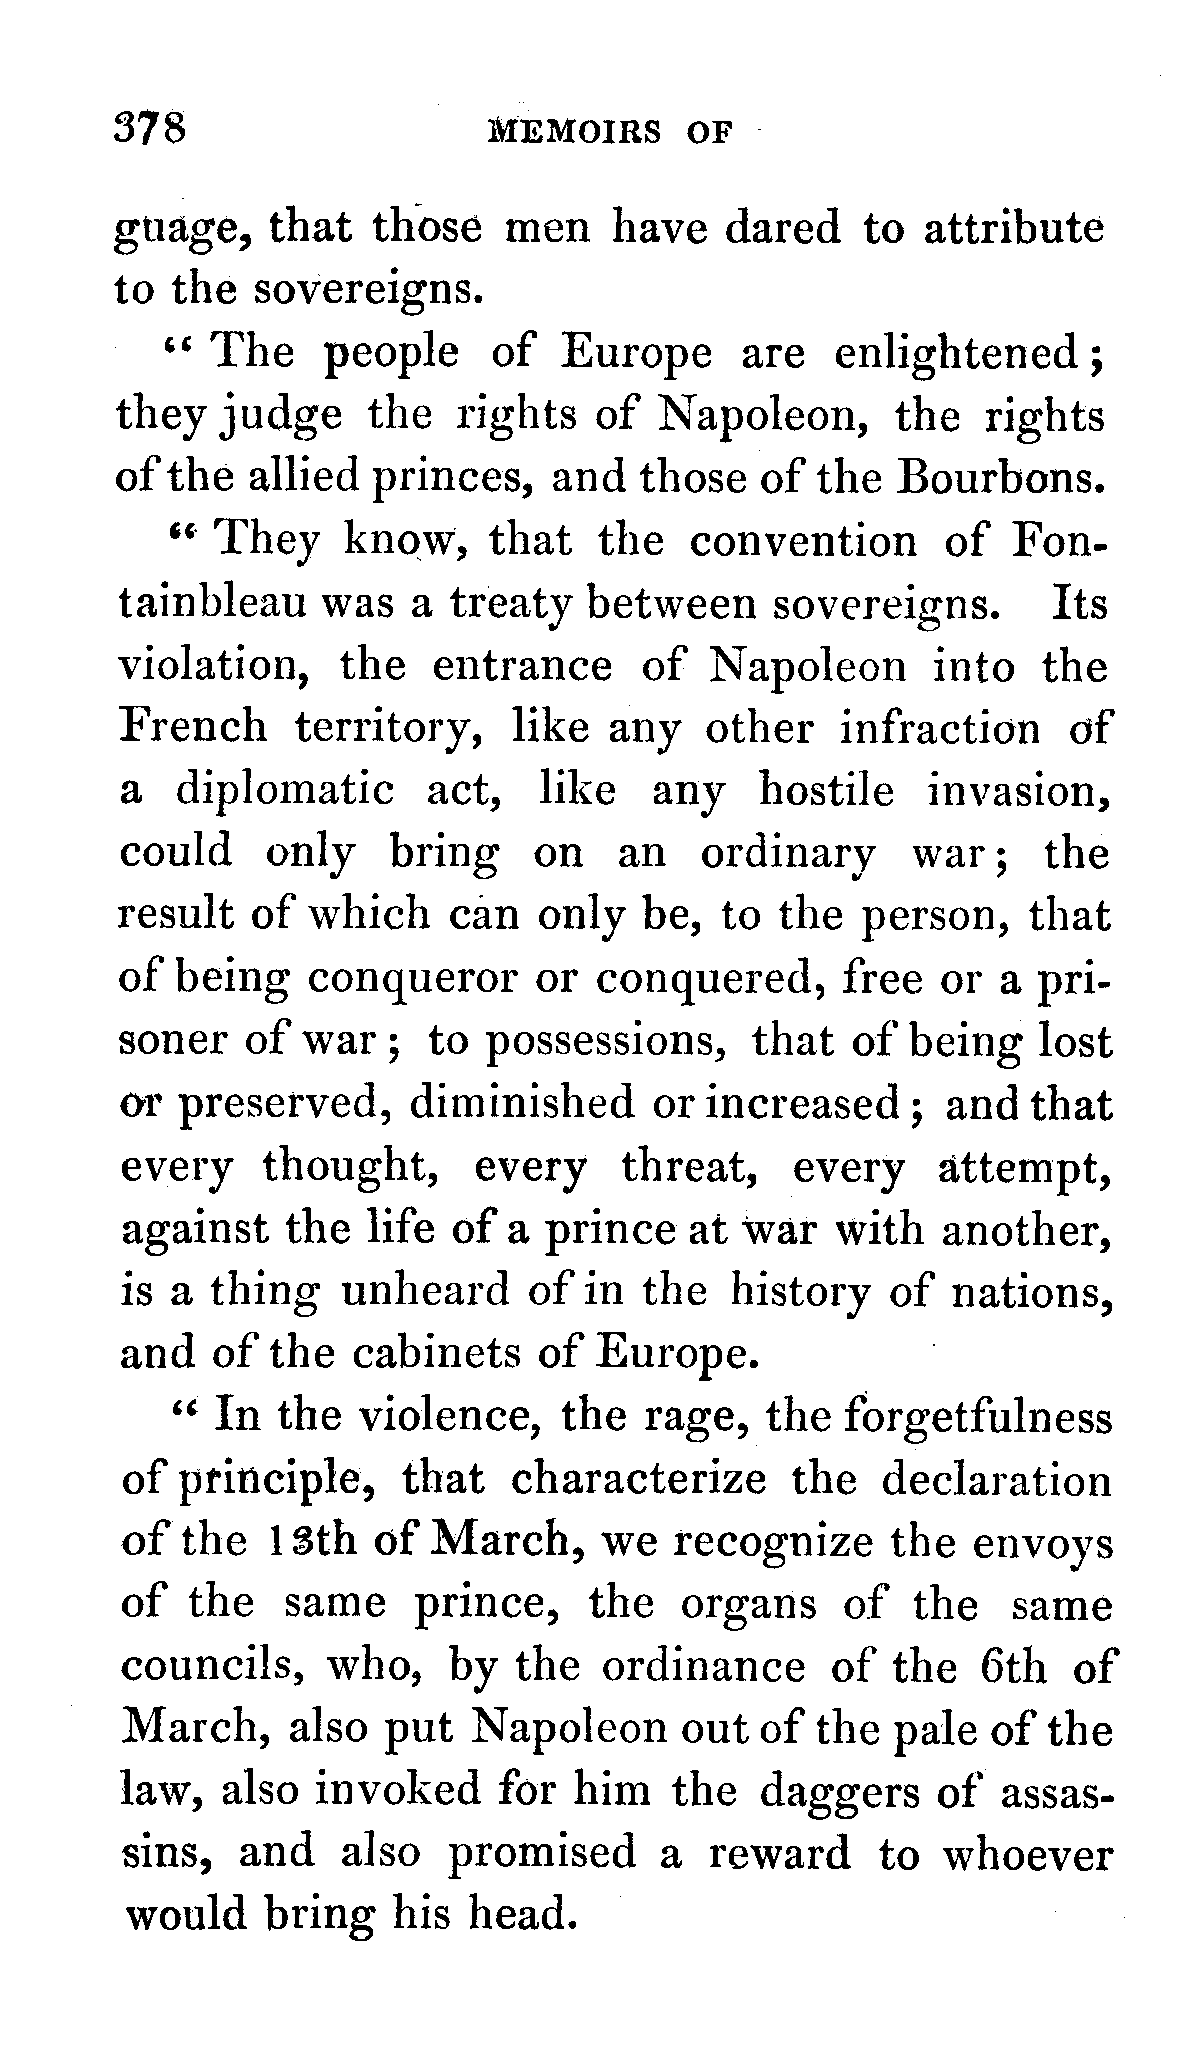 378 MEMOIRS OF
guage, that those men have dared to attribute
to the sovereigns.
“ The people of Europe are enlightened ;
they judge the rights of Napoleon, the rights
of the allied princes, and those of the Bourbons.
“ They know, that the convention of Fon-
tainbleau was a treaty between sovereigns. Its
violation, the entrance of Napoleon into the
French territory, like any other infraction of
a diplomatic act, like any hostile invasion,
could only bring on an ordinary war ; the
result of which can only be, to the person, that
of being conqueror or conquered, free or a pri-
soner of war ; to possessions, that of being lost
or preserved, diminished or increased ; and that
every thought, every threat, every attempt,
against the life of a prince at war with another,
is a thing unheard of in the history of nations,
and of the cabinets of Europe.
“ In the violence, the rage, the forgetfulness
of principle, that characterize the declaration
of the 13th of March, we recognize the envoys
of the same prince, the organs of the same
councils, who, by the ordinance of the 6th of
March, also put Napoleon out of the pale of the
law, also invoked for him the daggers of assas-
sins, and also promised a reward to whoever
would bring his head.